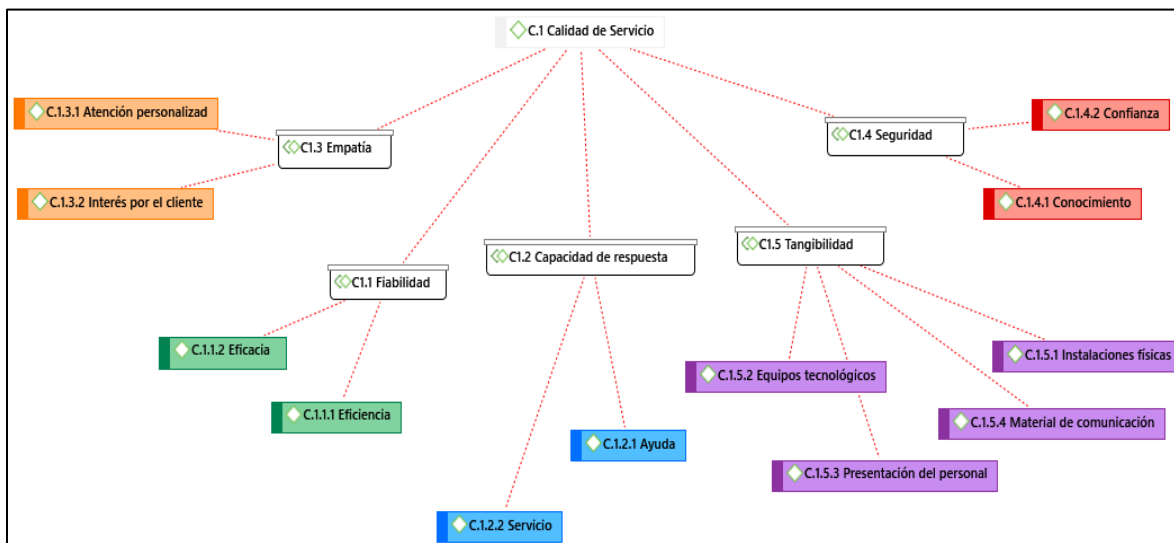 C.1 Calidad de Servicio
C.1.3.1 Atención personalizad
C.1.4.2 Confianza
C1.4 Seguridad
C1.3 Empatía
C.1.3.2 Interés por el cliente
C.1.4.1 Conocimiento
C1.5 Tangibilidad
C1.2 Capacidad de respuesta
C1.1 Fiabilidad
C.1.1.2 Eficacia
C.1.5.1 Instalaciones físicas
C.1.5.2 Equipos tecnológicos
C.1.1.1 Eficiencia
C.1.5.4 Material de comunicación
C.1.2.1 Ayuda
C.1.5.3 Presentación del personal
C.1.2.2 Servicio